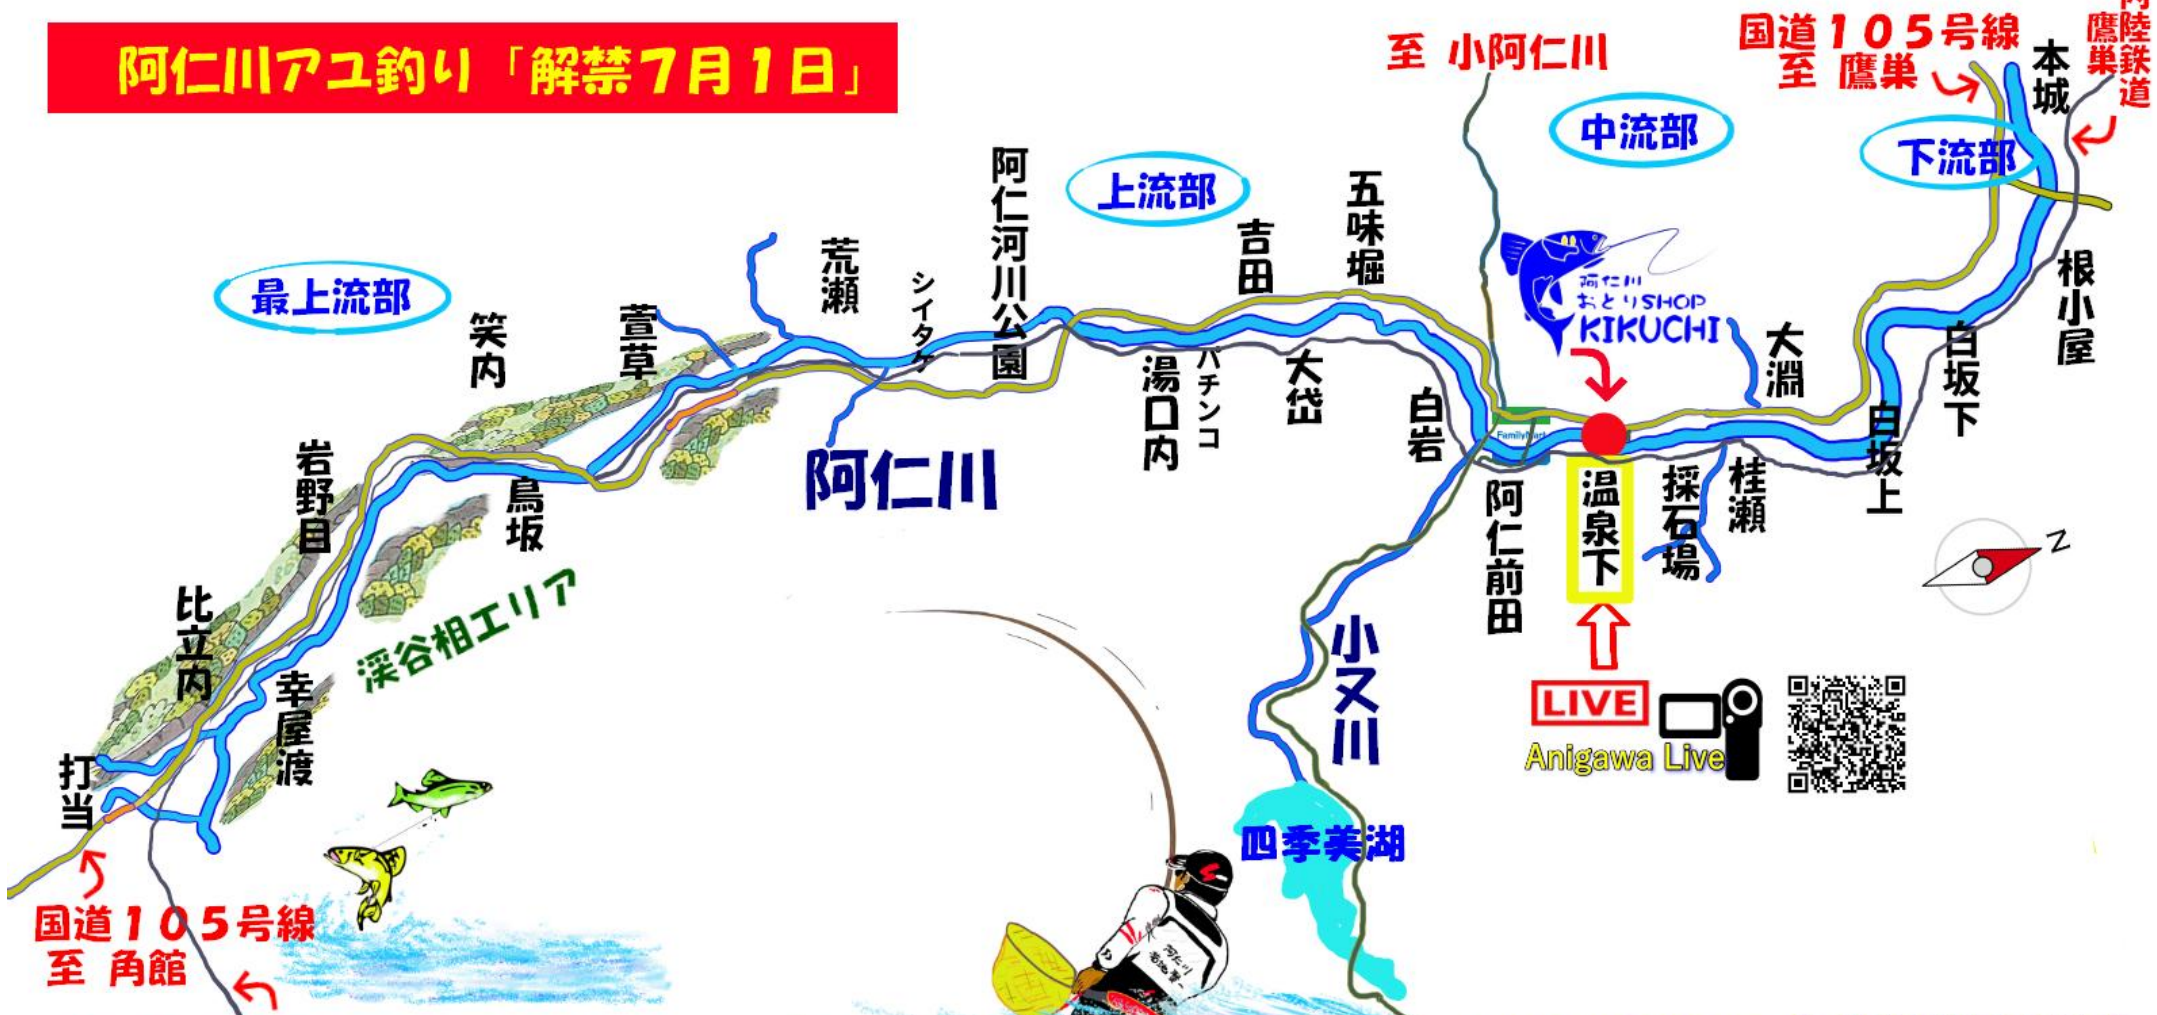 阿仁川アユ釣り「解禁７月１日」
至 小阿仁川
国道１０５号線
至 鷹巣
内陸鉄道
鷹巣
本城
中流部
下流部
上流部
最上流部
阿仁河川公園
五味堀
吉田
荒瀬
シイタケ
萱草
笑内
阿仁川
おとりSHOP
KIKUCHI
大淵
根小屋
白坂下
白坂上
湯口内
パチンコ
大岱
白岩
FamilyMart
阿仁前田
温泉下
採石場
桂瀬
N
岩野目
鳥坂
阿仁川
渓谷相エリア
比立内
幸屋渡
打当
小又川
LIVE
Anigawa Live
四季美湖
国道１０５号線
至 角館
阿仁川